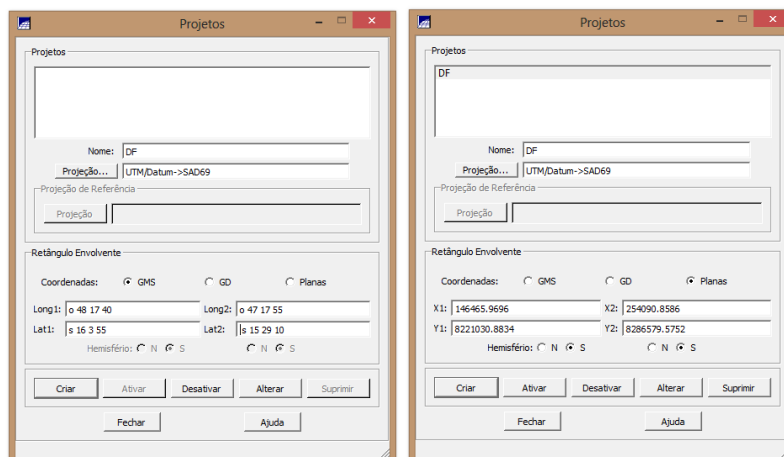 Projetos
Projetos
Nome: DF
Projeção... UTM/Datum->SAD69
Projeção de Referência
Projeção
Retângulo Envolvente
Coordenadas: GMS GD Planas
Long1: o 48 17 40 Long2: o 47 17 55
Lat1: s 16 3 55 Lat2: s 15 29 10
Hemisfério: N S N S
Criar Ativar Desativar Alterar Suprimir
Fechar Ajuda
Projetos
Projetos
DF
Nome: DF
Projeção... UTM/Datum->SAD69
Projeção de Referência
Projeção
Retângulo Envolvente
Coordenadas: GMS GD Planas
X1: 146465.9696 X2: 254090.8586
Y1: 8221030.8834 Y2: 8286579.5752
Hemisfério: N S N S
Criar Ativar Desativar Alterar Suprimir
Fechar Ajuda